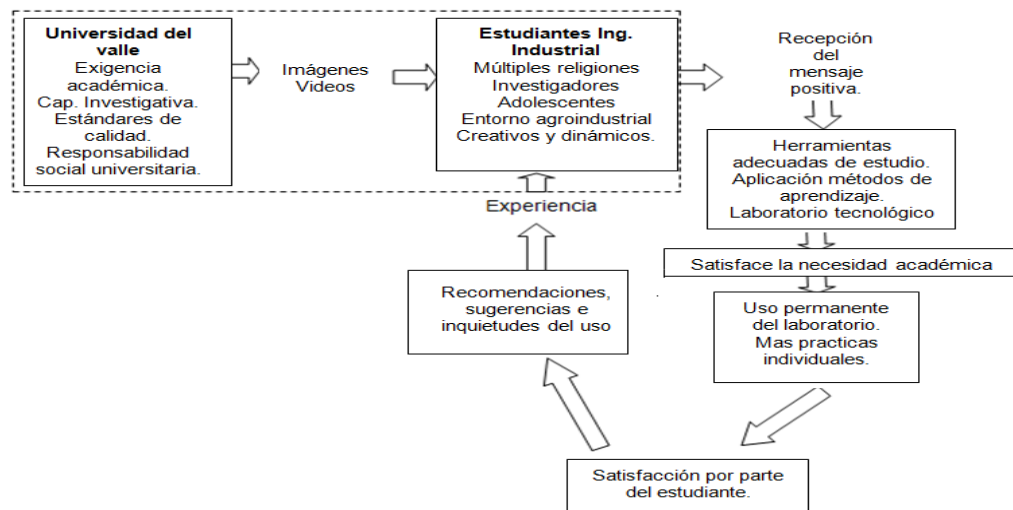 Universidad del
valle
Exigencia
académica.
Cap. Investigativa.
Estándares de
calidad.
Responsabilidad
social universitaria.
Imágenes
Videos
Estudiantes Ing.
Industrial
Múltiples religiones
Investigadores
Adolescentes
Entorno agroindustrial
Creativos y dinámicos.
Recepción
del
mensaje
positiva.
Herramientas
adecuadas de estudio.
Aplicación métodos de
aprendizaje.
Laboratorio tecnológico
Satisface la necesidad académica
Uso permanente
del laboratorio.
Mas practicas
individuales.
Satisfacción por parte
del estudiante.
Recomendaciones,
sugerencias e
inquietudes del uso
Experiencia